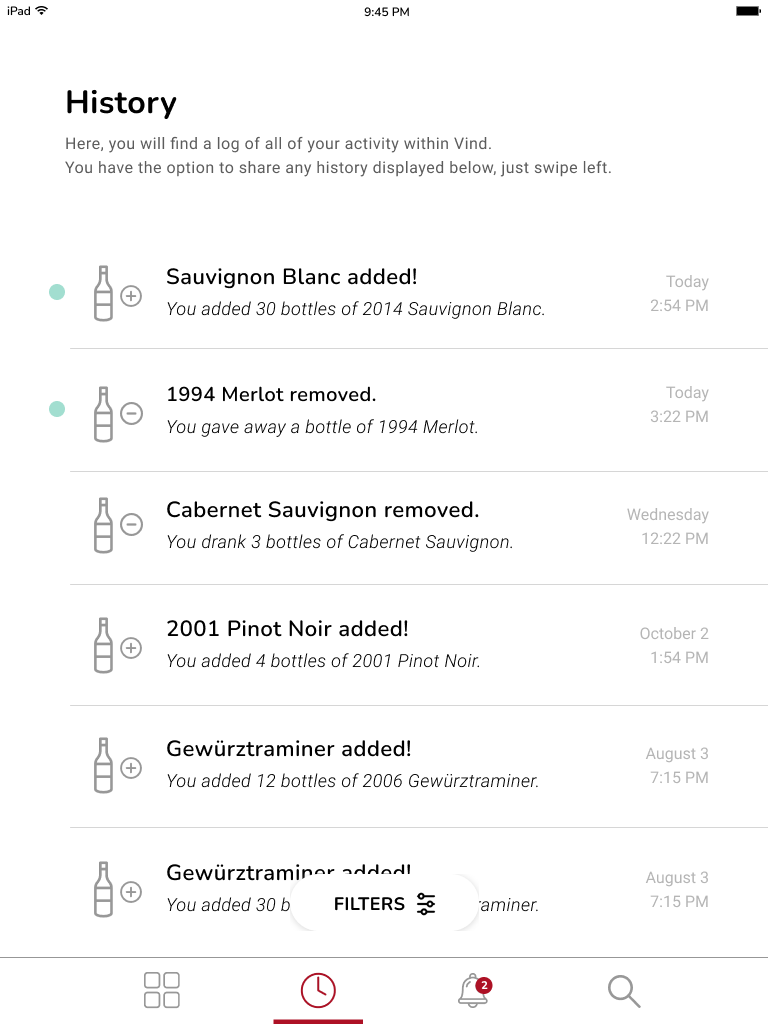 iPad 9:45 PM
History
Here, you will find a log of all of your activity within Vind.
You have the option to share any history displayed below, just swipe left.
Sauvignon Blanc added!
You added 30 bottles of 2014 Sauvignon Blanc.
Today
2:54 PM
1994 Merlot removed.
You gave away a bottle of 1994 Merlot.
Today
3:22 PM
Cabernet Sauvignon removed.
You drank 3 bottles of Cabernet Sauvignon.
Wednesday
12:22 PM
2001 Pinot Noir added!
You added 4 bottles of 2001 Pinot Noir.
October 2
1:54 PM
Gewürztraminer added!
You added 12 bottles of 2006 Gewürztraminer.
August 3
7:15 PM
Gewürztraminer added!
You added 30 b raminer.
August 3
7:15 PM
FILTERS
2